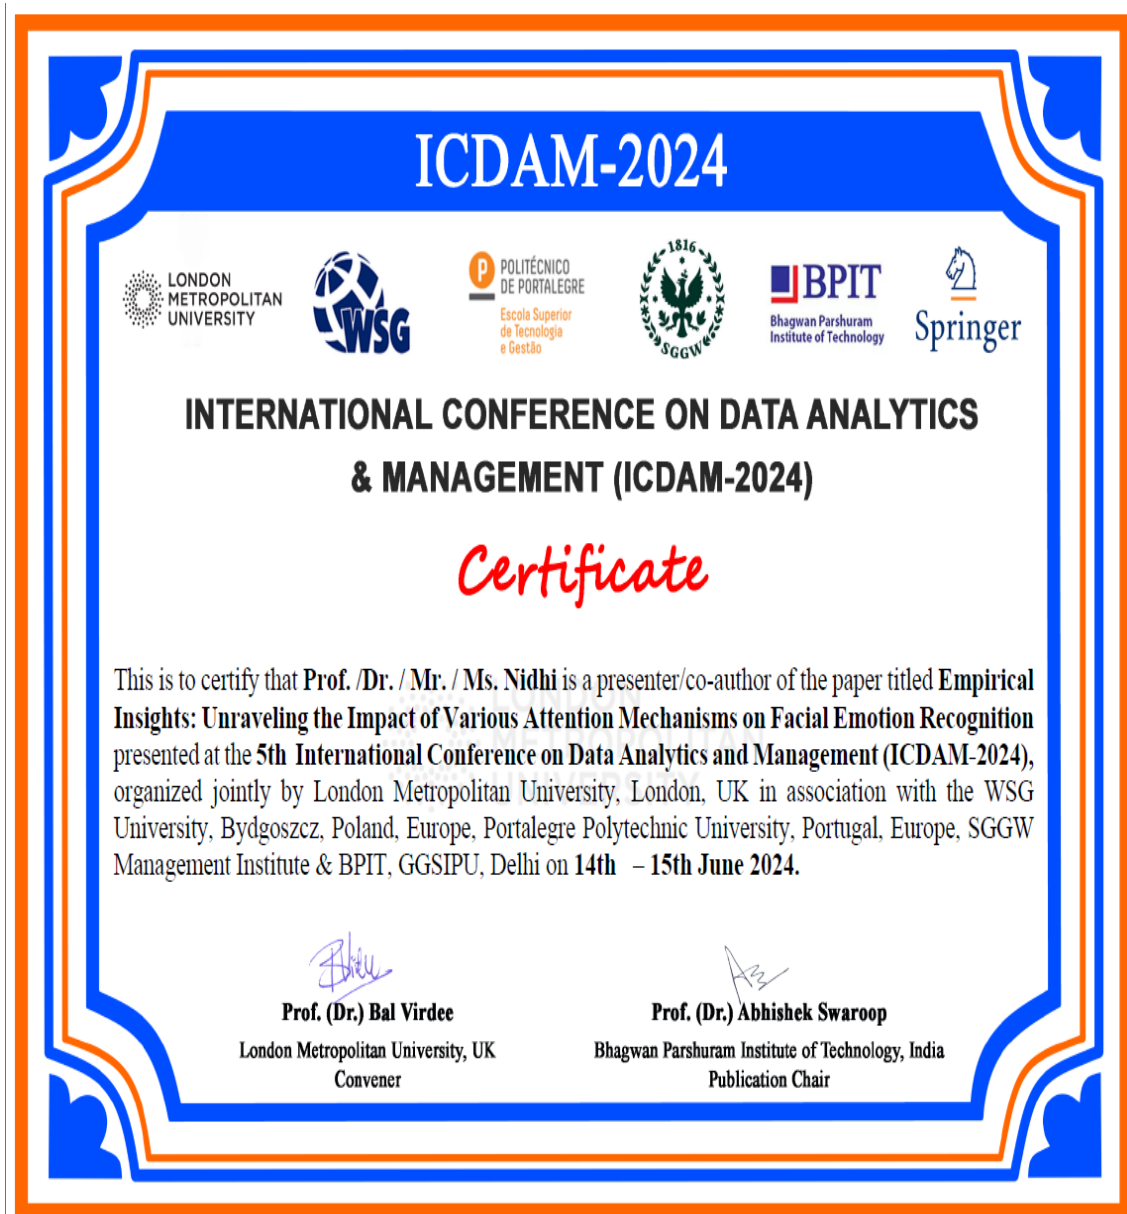 ICDAM-2024
LONDON
METROPOLITAN
UNIVERSITY
WSG
P
POLITÉCNICO
DE PORTALEGRE
Escola Superior
de Tecnologia
e Gestão
1816
SGGW
BPIT
Bhagwan Parshuram
Institute of Technology
Springer
INTERNATIONAL CONFERENCE ON DATA ANALYTICS
& MANAGEMENT (ICDAM-2024)
Certificate
This is to certify that Prof. /Dr. / Mr. / Ms. Nidhi is a presenter/co-author of the paper titled Empirical
Insights: Unraveling the Impact of Various Attention Mechanisms on Facial Emotion Recognition
presented at the 5th International Conference on Data Analytics and Management (ICDAM-2024),
organized jointly by London Metropolitan University, London, UK in association with the WSG
University, Bydgoszcz, Poland, Europe, Portalegre Polytechnic University, Portugal, Europe, SGGW
Management Institute & BPIT, GGSIPU, Delhi on 14th – 15th June 2024.
LONDON
METROPOLITAN
UNIVERSITY
Prof. (Dr.) Bal Virdee
London Metropolitan University, UK
Convener
Prof. (Dr.) Abhishek Swaroop
Bhagwan Parshuram Institute of Technology, India
Publication Chair